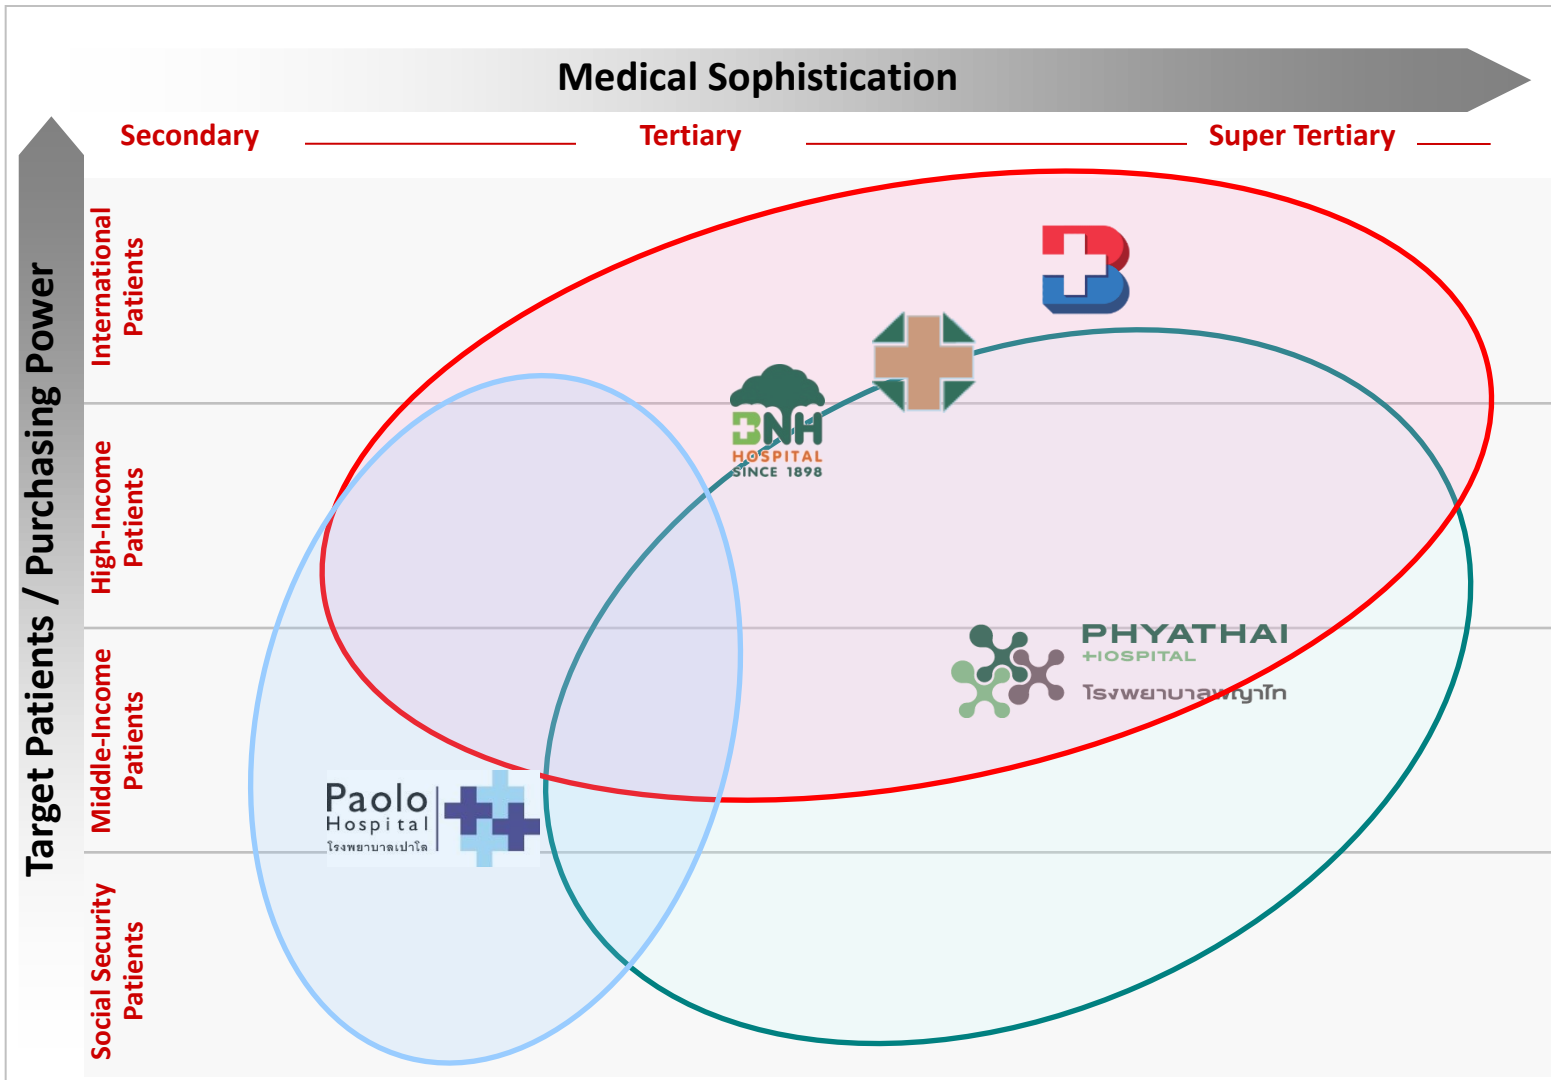 Medical Sophistication
Secondary
Tertiary
Super Tertiary
Target Patients / Purchasing Power
International
Patients
High-Income
Patients
Middle-Income
Patients
Social Security
Patients
B
BNH
HOSPITAL
SINCE 1898
PHYATHAI
HOSPITAL
โรงพยาบาลพญาไท
Paolo
Hospital
โรงพยาบาลเปาโล